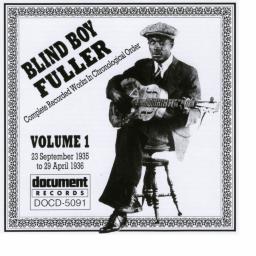 BLIND BOY
FULLER
Complete Recorded Works In Chronological Order
VOLUME 1
23 September 1935
to 29 April 1936
document
RECORDS
DOCD-5091